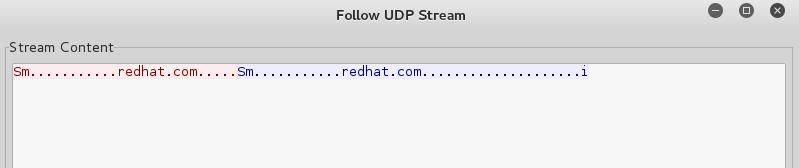 Follow UDP Stream
Stream Content
Sm...........redhat.com.....Sm...........redhat.com....................i